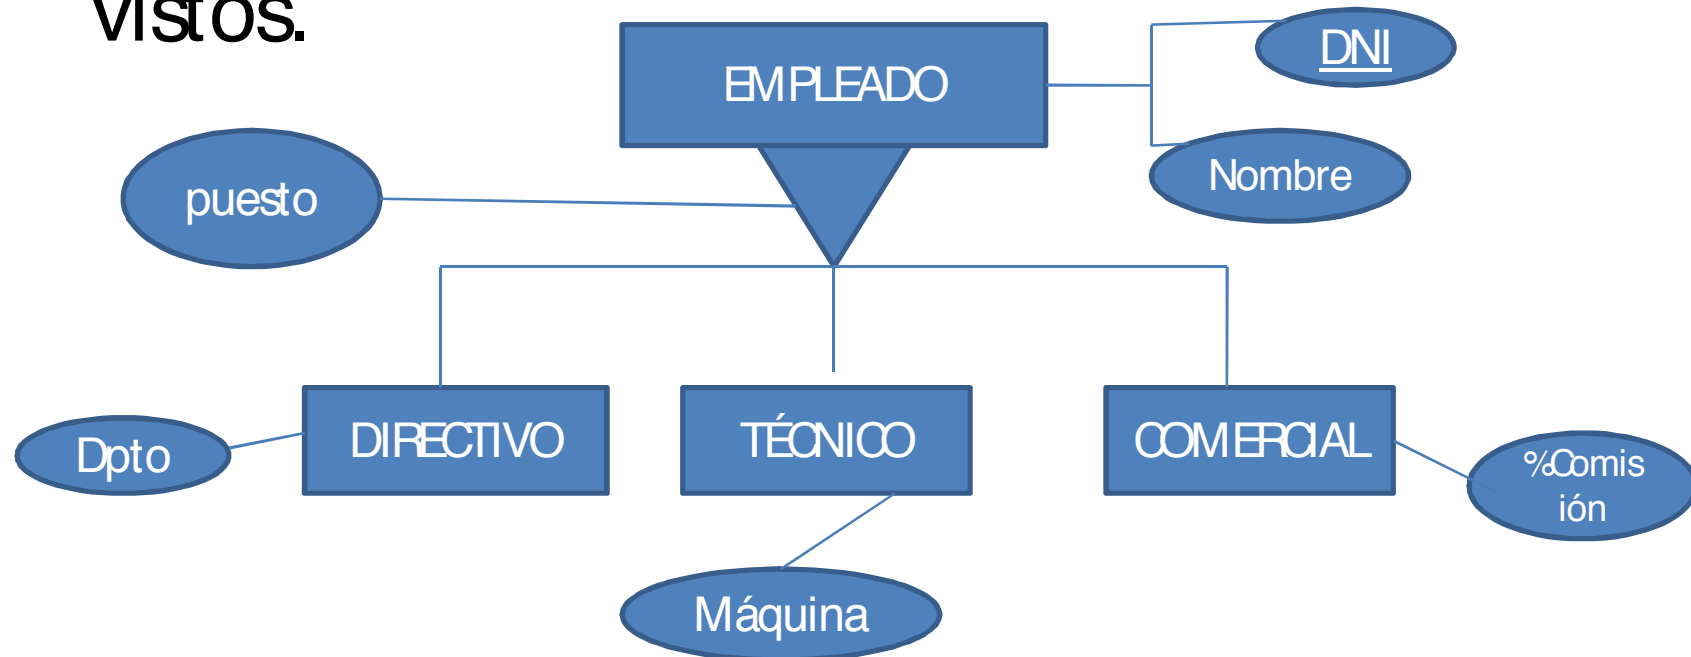 vistos.
EMPLEADO
DNI
Nombre
puesto
DIRECTIVO
TÉCNICO
COMERCIAL
Dpto
%Comis
ión
Máquina